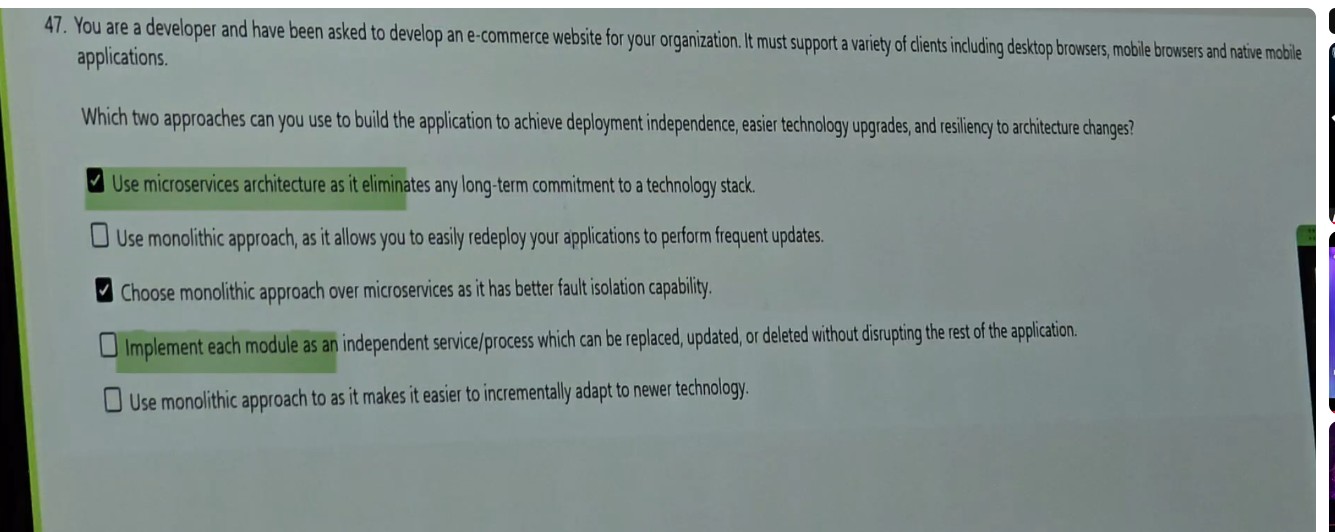 47. You are a developer and have been asked to develop an e-commerce website for your organization. It must support a variety of clients including desktop browsers, mobile browsers and native mobile
applications.
Which two approaches can you use to build the application to achieve deployment independence, easier technology upgrades, and resiliency to architecture changes?
Use microservices architecture as it eliminates any long-term commitment to a technology stack.
Use monolithic approach, as it allows you to easily redeploy your applications to perform frequent updates.
Choose monolithic approach over microservices as it has better fault isolation capability.
Implement each module as an independent service/process which can be replaced, updated, or deleted without disrupting the rest of the application.
Use monolithic approach to as it makes it easier to incrementally adapt to newer technology.